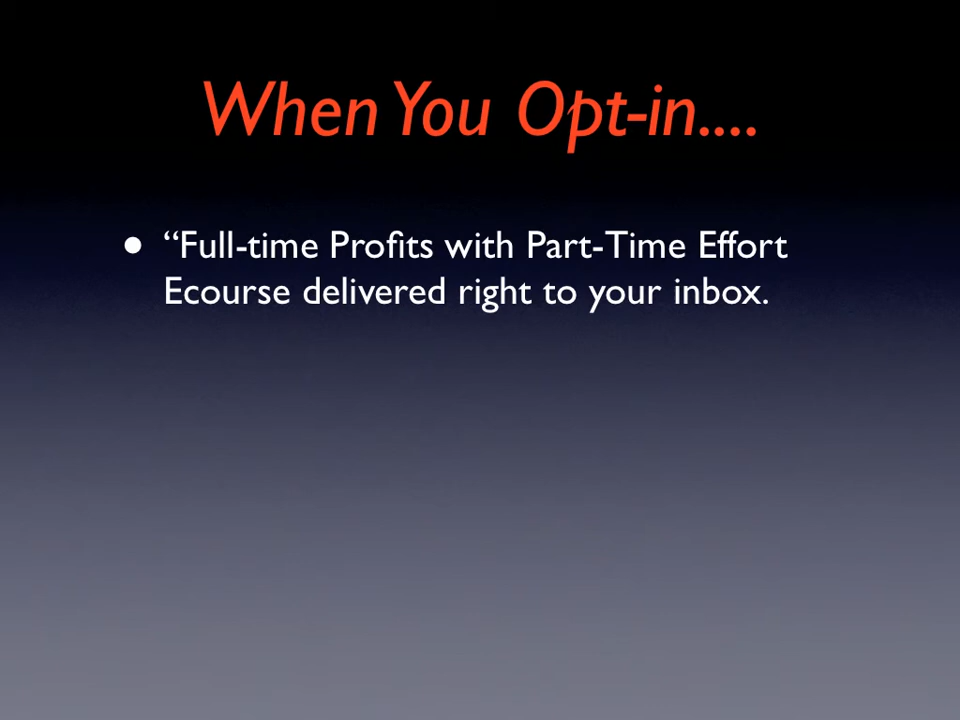 When You Opt-in....
• “Full-time Profits with Part-Time Effort
Ecourse delivered right to your inbox.